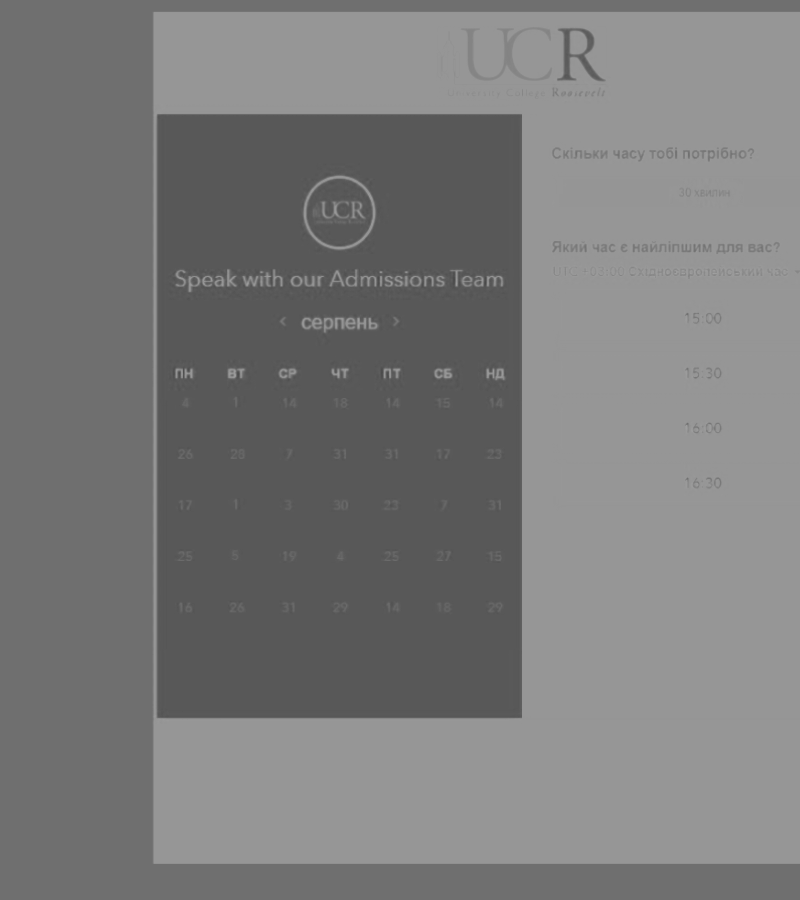 UCR
University College Roosevelt
UCR
Speak with our Admissions Team
‹ серпень ›
ПН ВТ СР ЧТ ПТ СБ НД
4 1 14 18 14 15 14
26 28 7 31 31 17 23
17 1 3 30 23 7 31
25 8 19 4 25 27 15
16 26 31 29 14 18 29
Скільки часу тобі потрібно?
30 хвилин
Який час є найліпшим для вас?
UTC +03:00 Східноєвропейський час
15:00
15:30
16:00
16:30